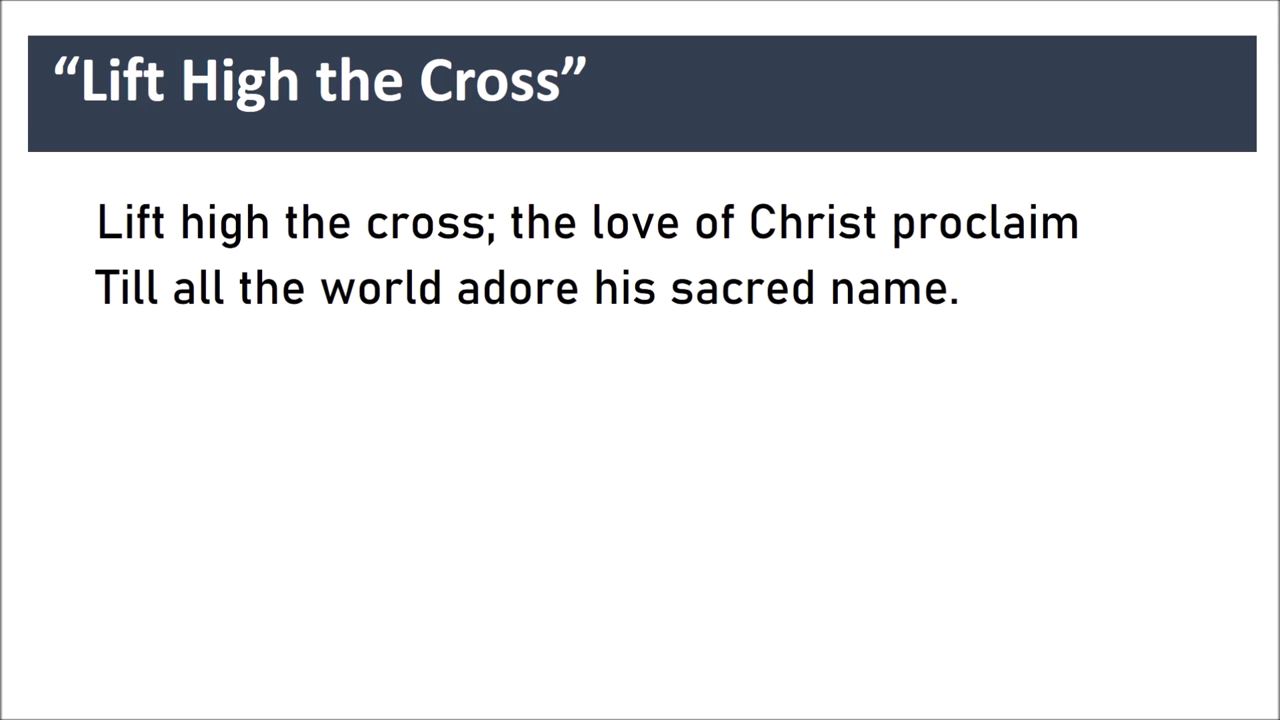 “Lift High the Cross”
Lift high the cross; the love of Christ proclaim
Till all the world adore his sacred name.